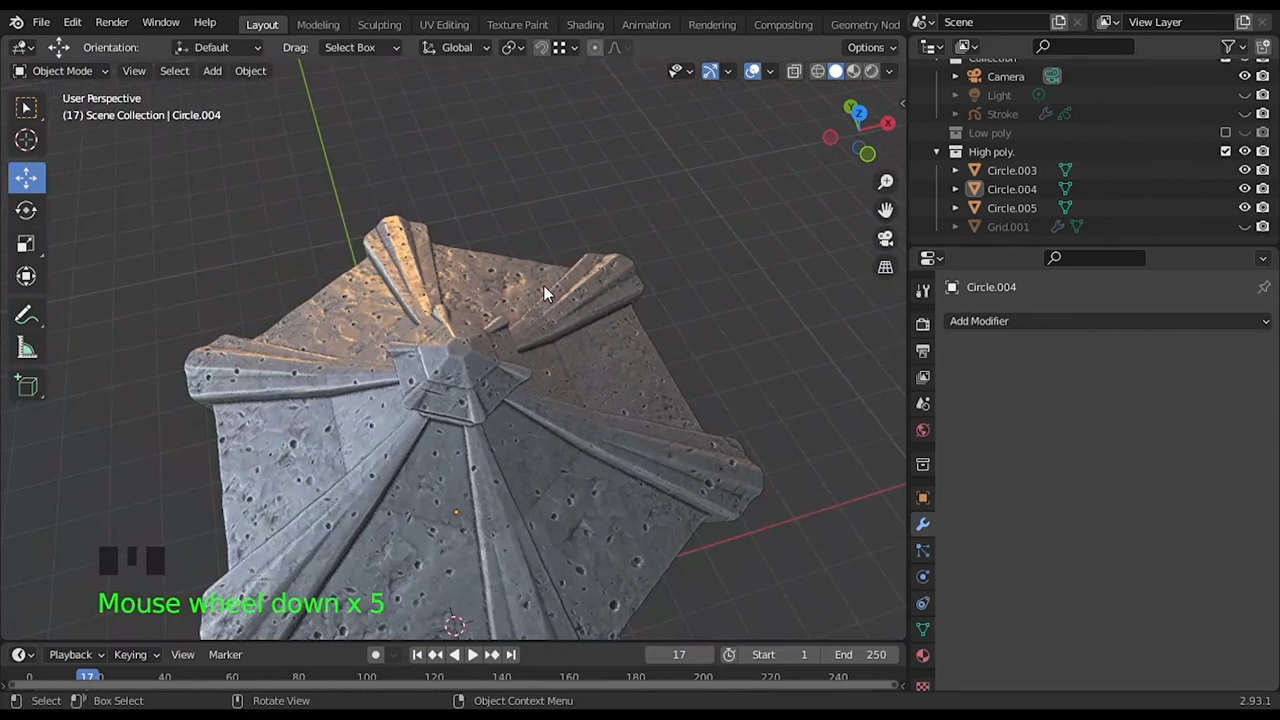 File Edit Render Window Help Layout Modeling Sculpting UV Editing Texture Paint Shading Animation Rendering Compositing Geometry Nod Scene View Layer
Orientation: Default Drag: Select Box Global Options
Object Mode View Select Add Object
User Perspective
(17) Scene Collection | Circle.004
Y
Z
X
Collection
Camera
Light
Stroke
Low poly
High poly.
Circle.003
Circle.004
Circle.005
Grid.001
Circle.004
Add Modifier
Mouse wheel down x 5
Playback Keying View Marker 17 Start 1 End 250
0 17 40 60 80 100 120 140 160 180 200 220 240
Select Box Select Rotate View Object Context Menu 2.93.1